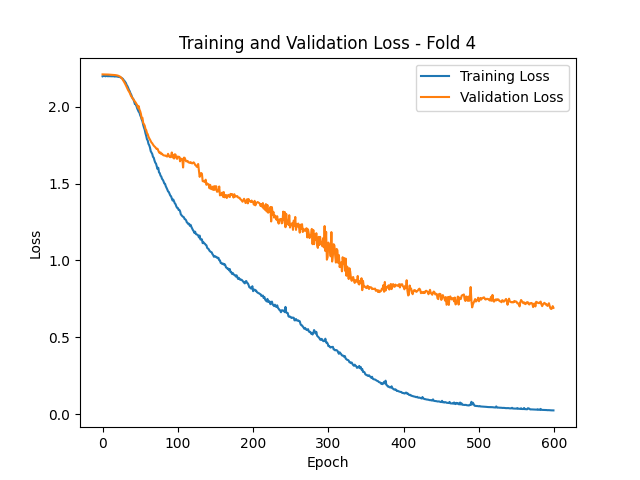 Training and Validation Loss - Fold 4
Training Loss
Validation Loss
Loss
2.0
1.5
1.0
0.5
0.0
0 100 200 300 400 500 600
Epoch